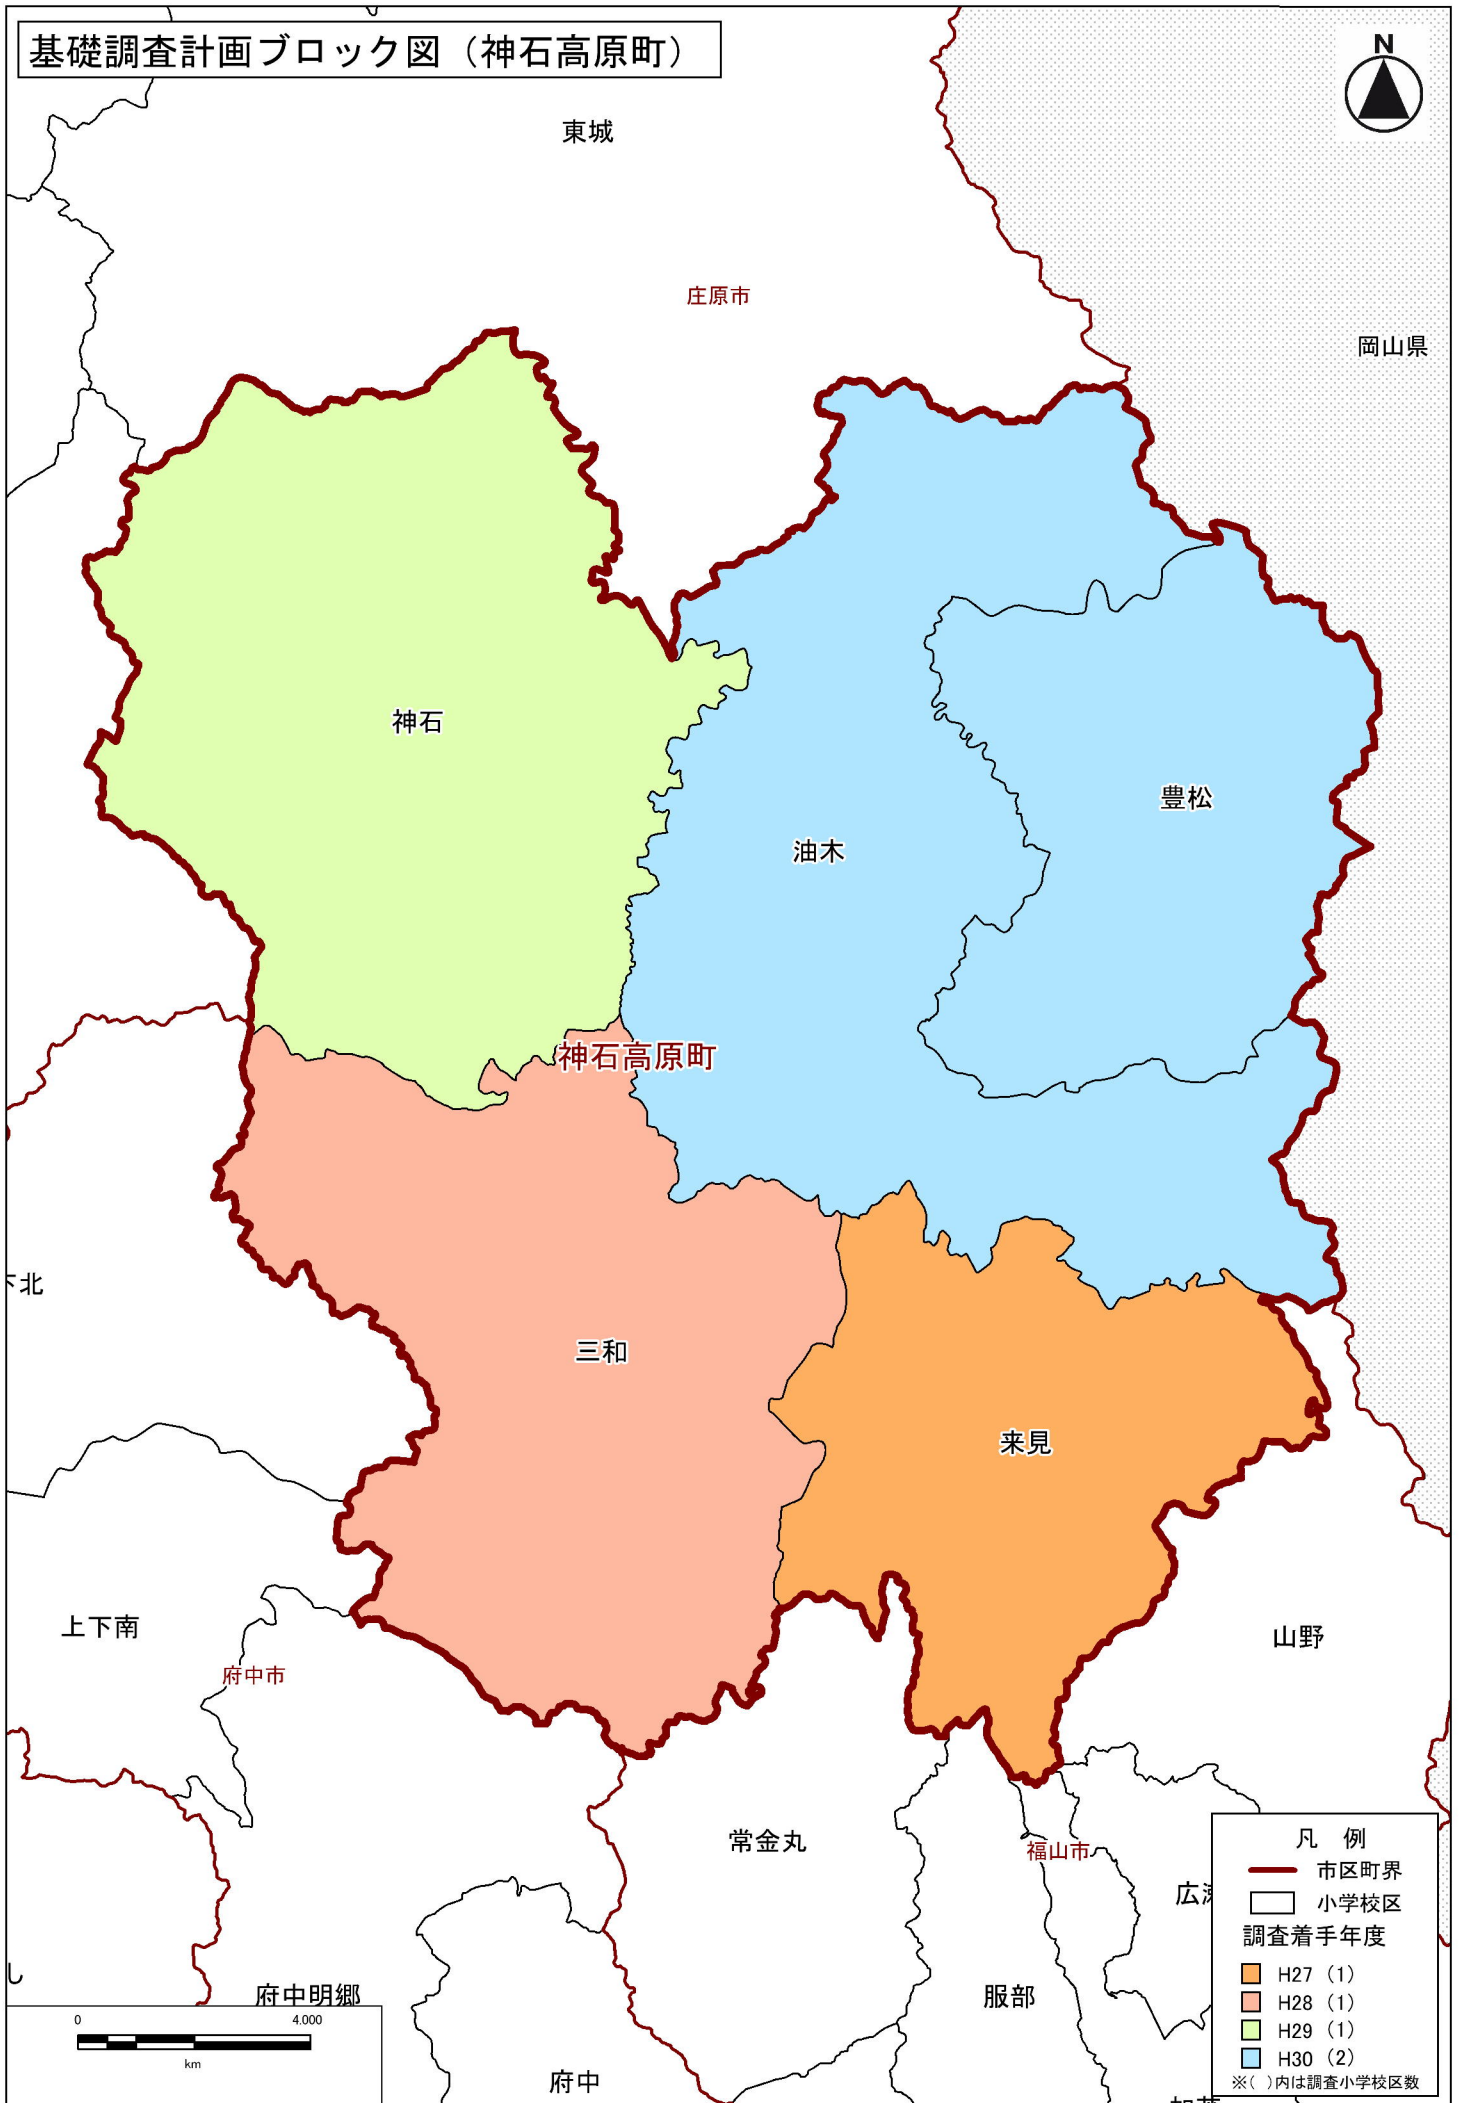 基礎調査計画ブロック図（神石高原町）
N
東城
庄原市
岡山県
神石
豊松
油木
神石高原町
下北
三和
来見
上下南
山野
府中市
常金丸
福山市
広
府中明郷
服部
府中
0 4.000
km
凡 例
市区町界
小学校区
調査着手年度
H27（1）
H28（1）
H29（1）
H30（2）
※（ ）内は調査小学校区数